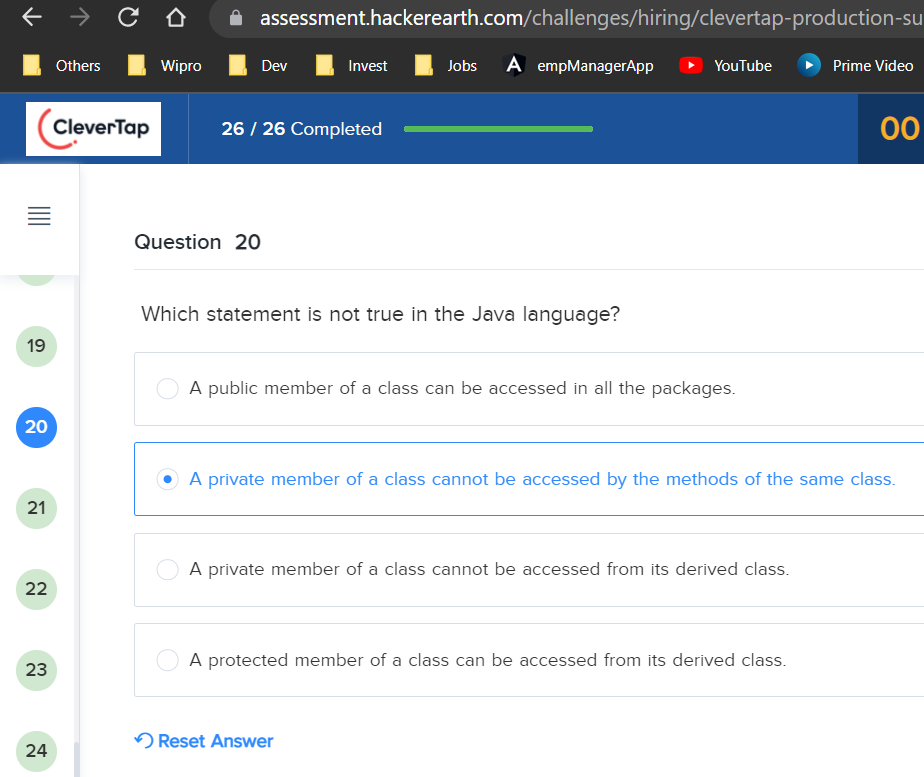 assessment.hackerearth.com/challenges/hiring/clevertap-production-su
Others Wipro Dev Invest Jobs empManagerApp YouTube Prime Video
CleverTap 26 / 26 Completed 00
Question 20
Which statement is not true in the Java language?
A public member of a class can be accessed in all the packages.
A private member of a class cannot be accessed by the methods of the same class.
A private member of a class cannot be accessed from its derived class.
A protected member of a class can be accessed from its derived class.
Reset Answer
19
20
21
22
23
24